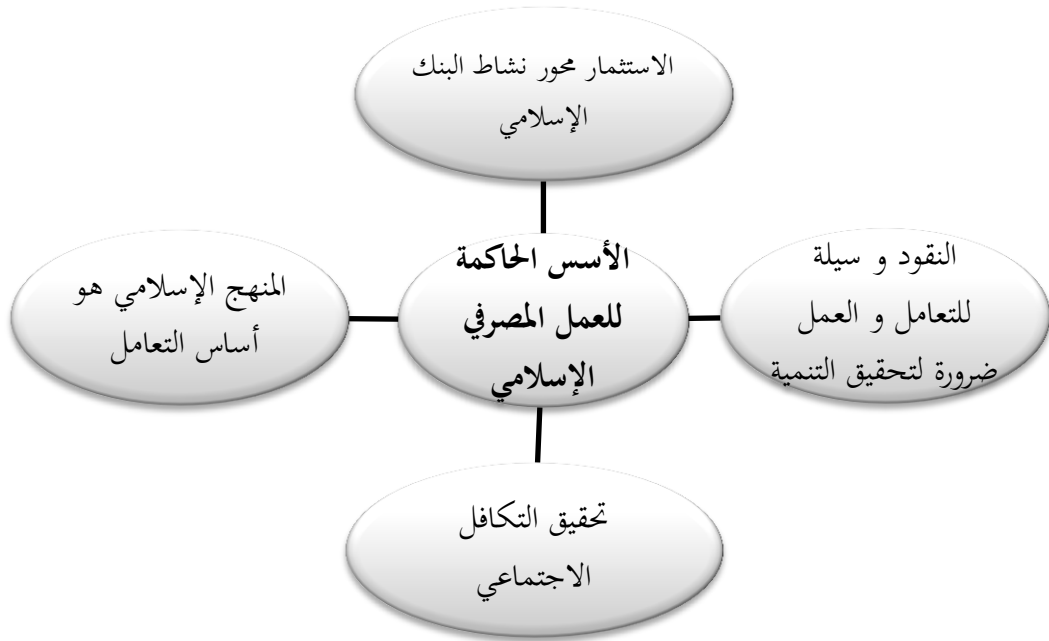 الاستثمار محور نشاط البنك
الإسلامي
الأسس الحاكمة
للعمل المصرفي
الإسلامي
النقود و سيلة
للتعامل و العمل
ضرورة لتحقيق التنمية
المنهج الإسلامي هو
أساس التعامل
تحقيق التكافل
الاجتماعي